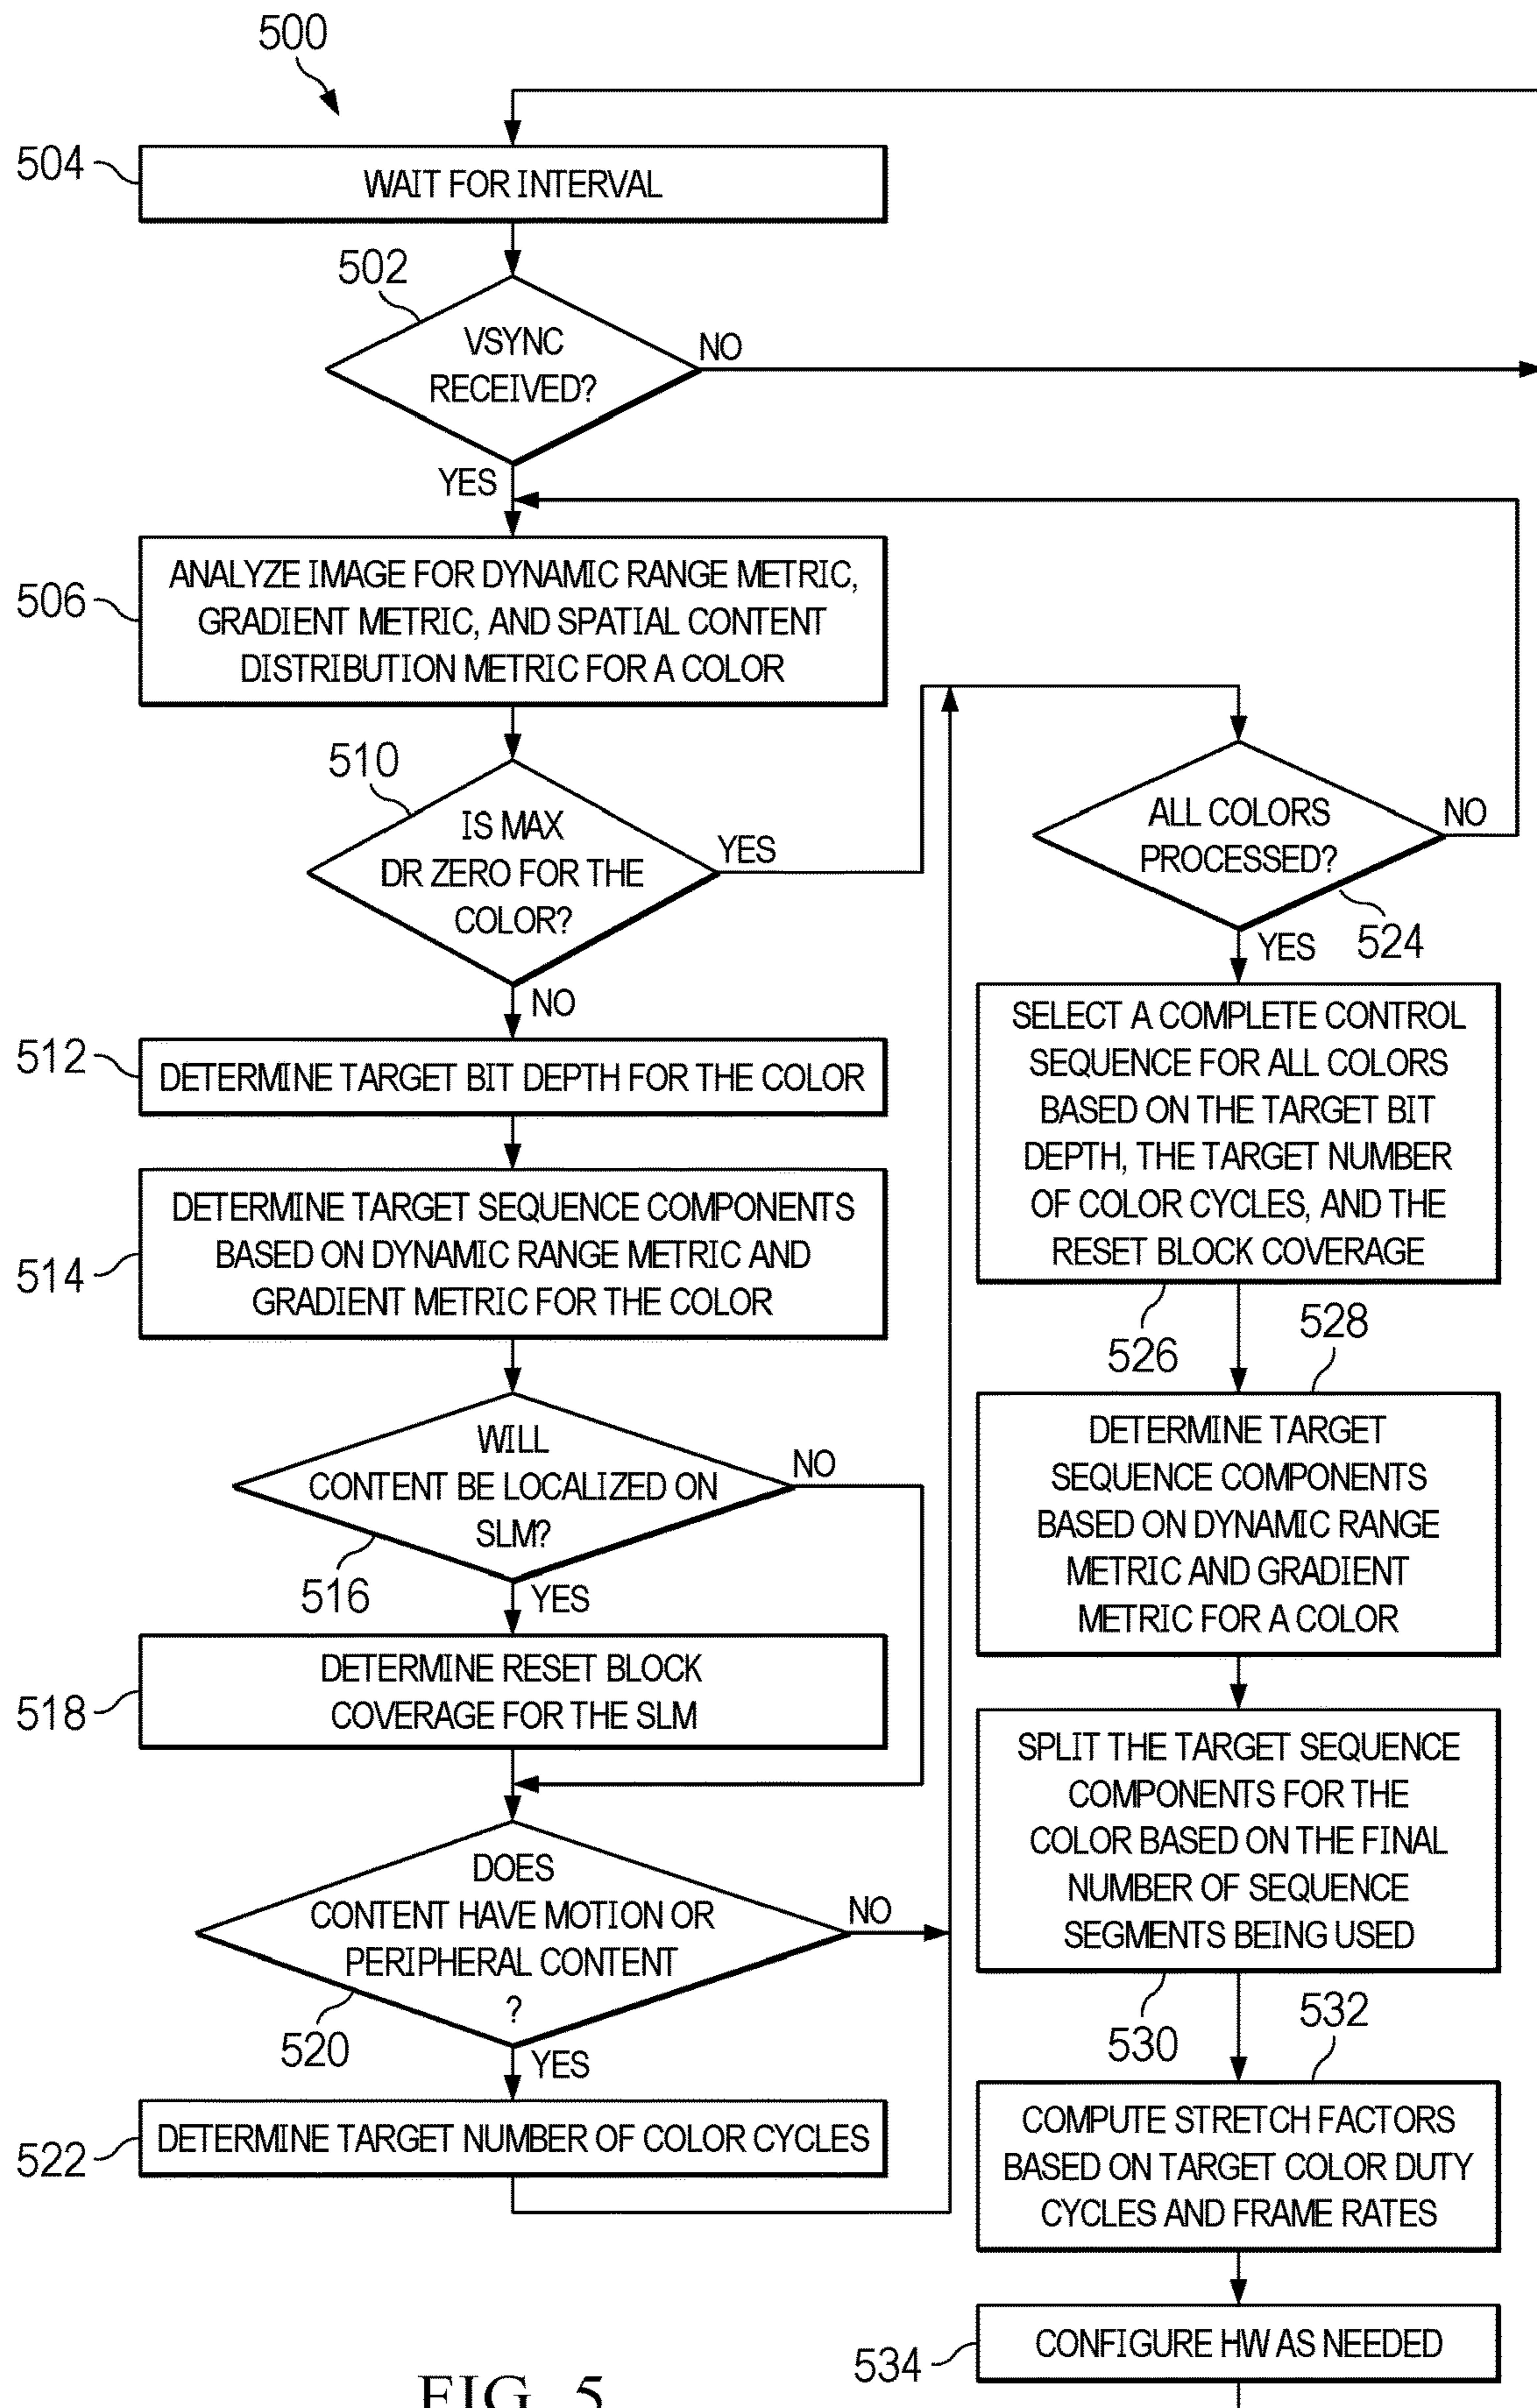 500
504
WAIT FOR INTERVAL
502
VSYNC
RECEIVED?
NO
YES
506
ANALYZE IMAGE FOR DYNAMIC RANGE METRIC,
GRADIENT METRIC, AND SPATIAL CONTENT
DISTRIBUTION METRIC FOR A COLOR
510
IS MAX
DR ZERO FOR THE
COLOR?
YES
NO
512
DETERMINE TARGET BIT DEPTH FOR THE COLOR
514
DETERMINE TARGET SEQUENCE COMPONENTS
BASED ON DYNAMIC RANGE METRIC AND
GRADIENT METRIC FOR THE COLOR
WILL
CONTENT BE LOCALIZED ON
SLM?
NO
516
YES
518
DETERMINE RESET BLOCK
COVERAGE FOR THE SLM
DOES
CONTENT HAVE MOTION OR
PERIPHERAL CONTENT
?
NO
520
YES
522
DETERMINE TARGET NUMBER OF COLOR CYCLES
ALL COLORS
PROCESSED?
NO
524
YES
SELECT A COMPLETE CONTROL
SEQUENCE FOR ALL COLORS
BASED ON THE TARGET BIT
DEPTH, THE TARGET NUMBER
OF COLOR CYCLES, AND THE
RESET BLOCK COVERAGE
526
528
DETERMINE TARGET
SEQUENCE COMPONENTS
BASED ON DYNAMIC RANGE
METRIC AND GRADIENT
METRIC FOR A COLOR
SPLIT THE TARGET SEQUENCE
COMPONENTS FOR THE
COLOR BASED ON THE FINAL
NUMBER OF SEQUENCE
SEGMENTS BEING USED
530
532
COMPUTE STRETCH FACTORS
BASED ON TARGET COLOR DUTY
CYCLES AND FRAME RATES
534
CONFIGURE HW AS NEEDED
FIG. 5